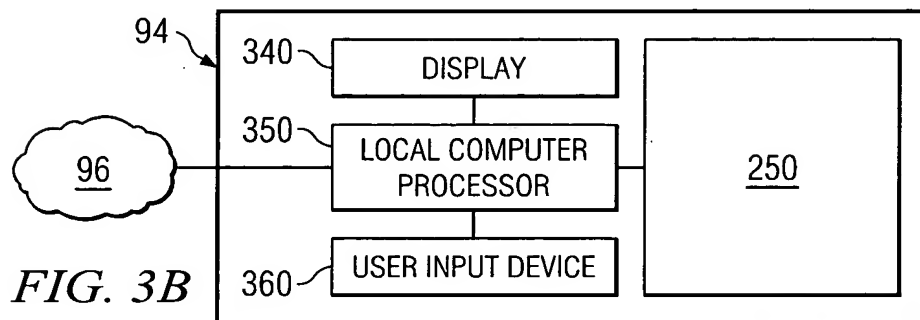 94
340
DISPLAY
350
LOCAL COMPUTER
PROCESSOR
96
250
360
USER INPUT DEVICE
FIG. 3B